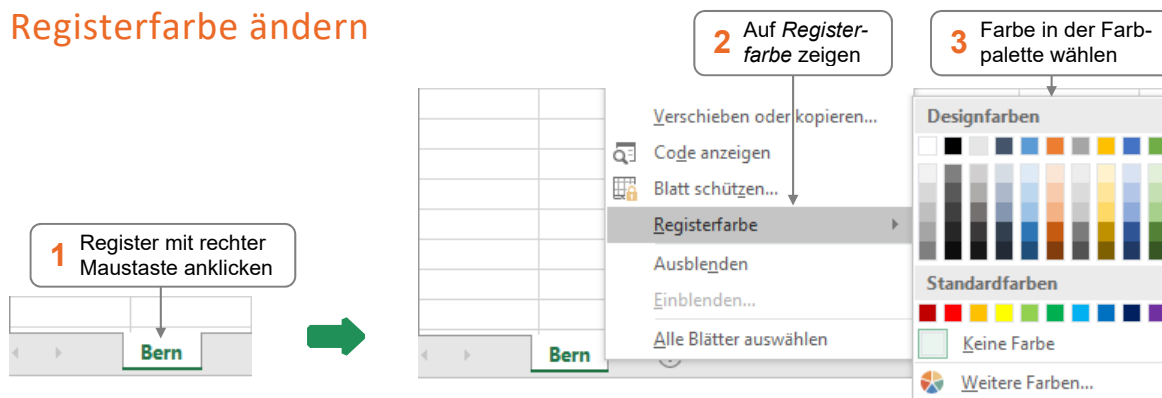 Registerfarbe ändern
1 Register mit rechter
Maustaste anklicken
Bern
2 Auf Register-
farbe zeigen
3 Farbe in der Farb-
palette wählen
Verschieben oder kopieren...
Code anzeigen
Blatt schützen...
Registerfarbe
Ausblenden
Einblenden...
Alle Blätter auswählen
Bern
Designfarben
Standardfarben
Keine Farbe
Weitere Farben...